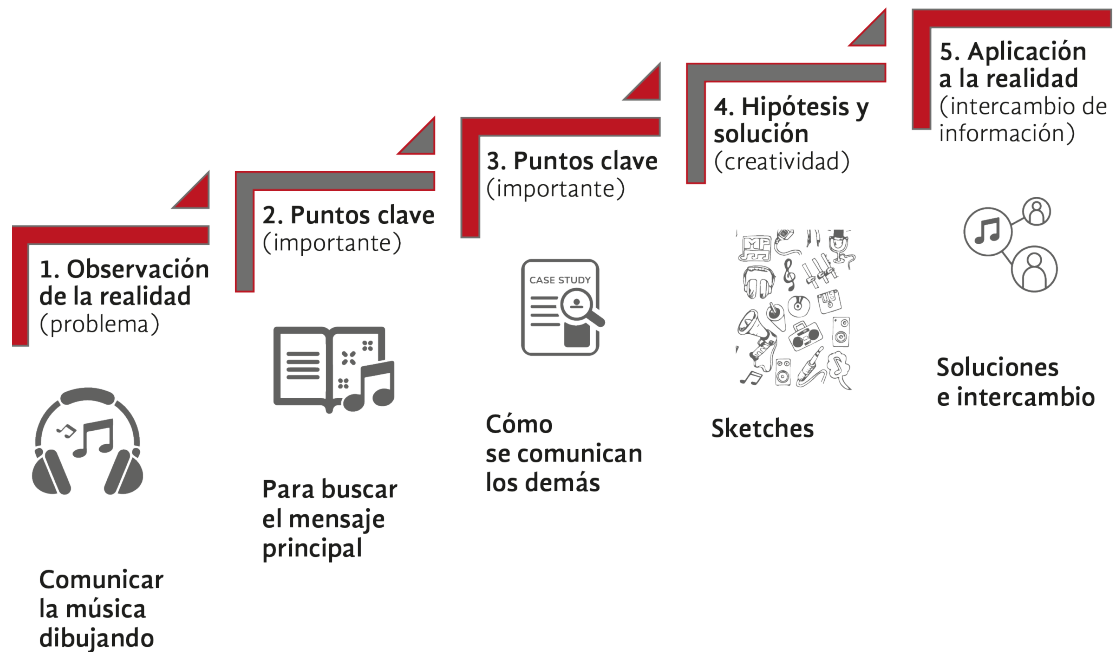 1. Observación
de la realidad
(problema)
Comunicar
la música
dibujando
2. Puntos clave
(importante)
Para buscar
el mensaje
principal
3. Puntos clave
(importante)
CASE STUDY
Cómo
se comunican
los demás
4. Hipótesis y
solución
(creatividad)
MP
Sketches
5. Aplicación
a la realidad
(intercambio de
información)
Soluciones
e intercambio